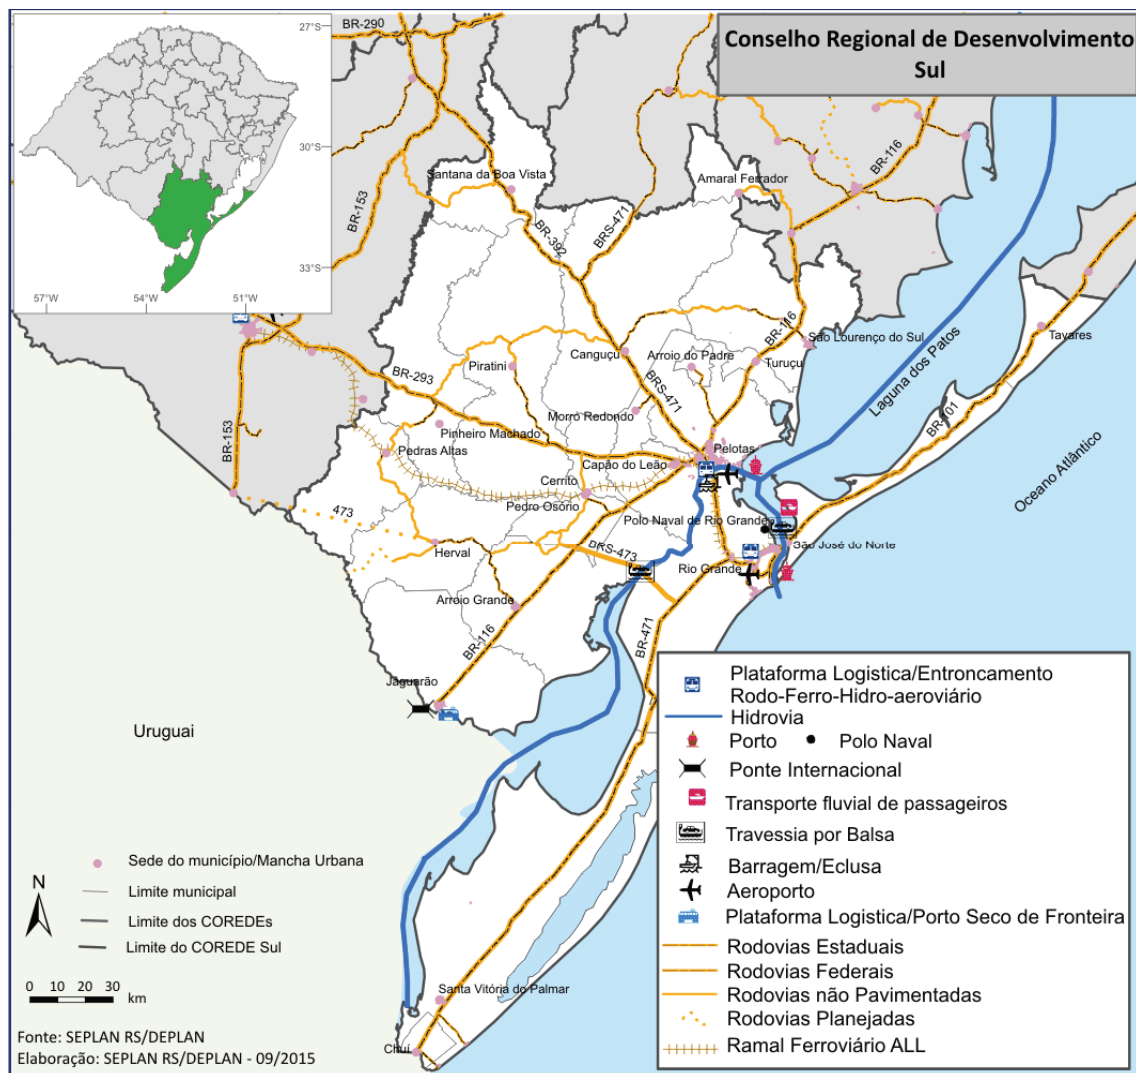 Conselho Regional de Desenvolvimento
Sul
27°S
30°S
33°S
57°W
54°W
51°W
BR-290
BR-116
Santana da Boa Vista
Amaral Ferrador
BR-153
BRS-471
BR-392
BR-116
São Lourenço do Sul
Tavares
Canguçu
Arroio do Padre
Turuçu
Laguna dos Patos
Piratini
BR-293
BRS-471
Morro Redondo
BR-101
Pinheiro Machado
Pelotas
BR-153
Pedras Altas
Capão do Leão
Oceano Atlântico
Cerrito
Pedro Osório
473
Polo Naval de Rio Grande
São José do Norte
Herval
BRS-473
Rio Grande
Arroio Grande
BR-116
BR-471
Jaguarão
Uruguai
Santa Vitória do Palmar
Chuí
Plataforma Logistica/Entroncamento
Rodo-Ferro-Hidro-aeroviário
Hidrovia
Porto
Polo Naval
Ponte Internacional
Transporte fluvial de passageiros
Travessia por Balsa
Barragem/Eclusa
Aeroporto
Plataforma Logistica/Porto Seco de Fronteira
Rodovias Estaduais
Rodovias Federais
Rodovias não Pavimentadas
Rodovias Planejadas
Ramal Ferroviário ALL
Sede do município/Mancha Urbana
Limite municipal
Limite dos COREDEs
Limite do COREDE Sul
N
0 10 20 30
km
Fonte: SEPLAN RS/DEPLAN
Elaboração: SEPLAN RS/DEPLAN - 09/2015